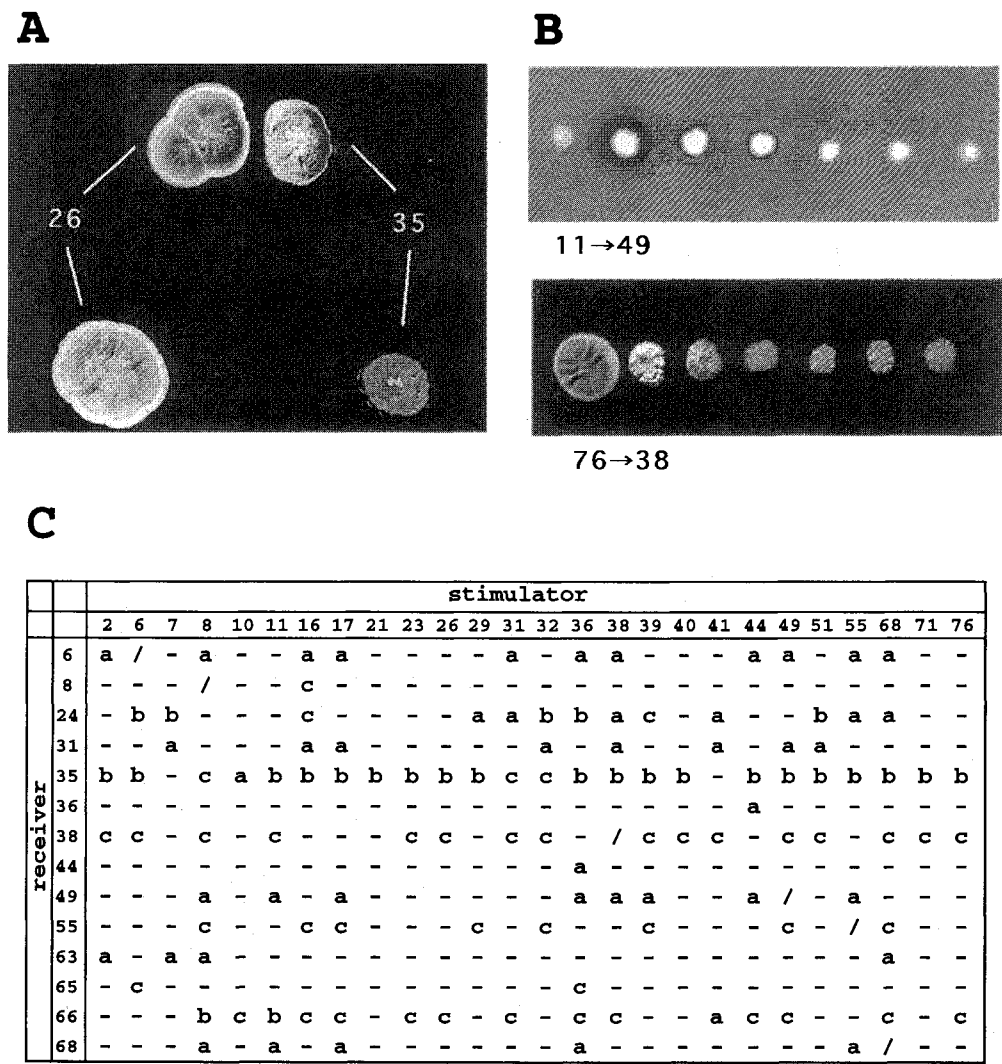 A
B
26
35
11→49
76→38
C
stimulator
2 6 7 8 10 11 16 17 21 23 26 29 31 32 36 38 39 40 41 44 49 51 55 68 71 76
receiver
6 a / - a - - a a - - - - a - a a - - - a a - a a - -
8 - - - / - - c - - - - - - - - - - - - - - - - - - -
24 - b b - - - c - - - - a a b b a c - a - - b a a - -
31 - - a - - - a a - - - - - a - a - - a - a a - - - -
35 b b - c a b b b b b b b c c b b b b - b b b b b b b
36 - - - - - - - - - - - - - - - - - - - a - - - - - -
38 c c - c - c - - - c c - c c - / c c c - c c - c c c
44 - - - - - - - - - - - - - - a - - - - - - - - - - -
49 - - - a - a - a - - - - - - a a a - - a / - a - - -
55 - - - c - - c c - - - c - c - - c - - - c - / c - -
63 a - a a - - - - - - - - - - - - - - - - - - - a - -
65 - c - - - - - - - - - - - - c - - - - - - - - - - -
66 - - - b c b c c - c c - c - c c - - a c c - - c - c
68 - - - a - a - a - - - - - - a - - - - - - - a / - -